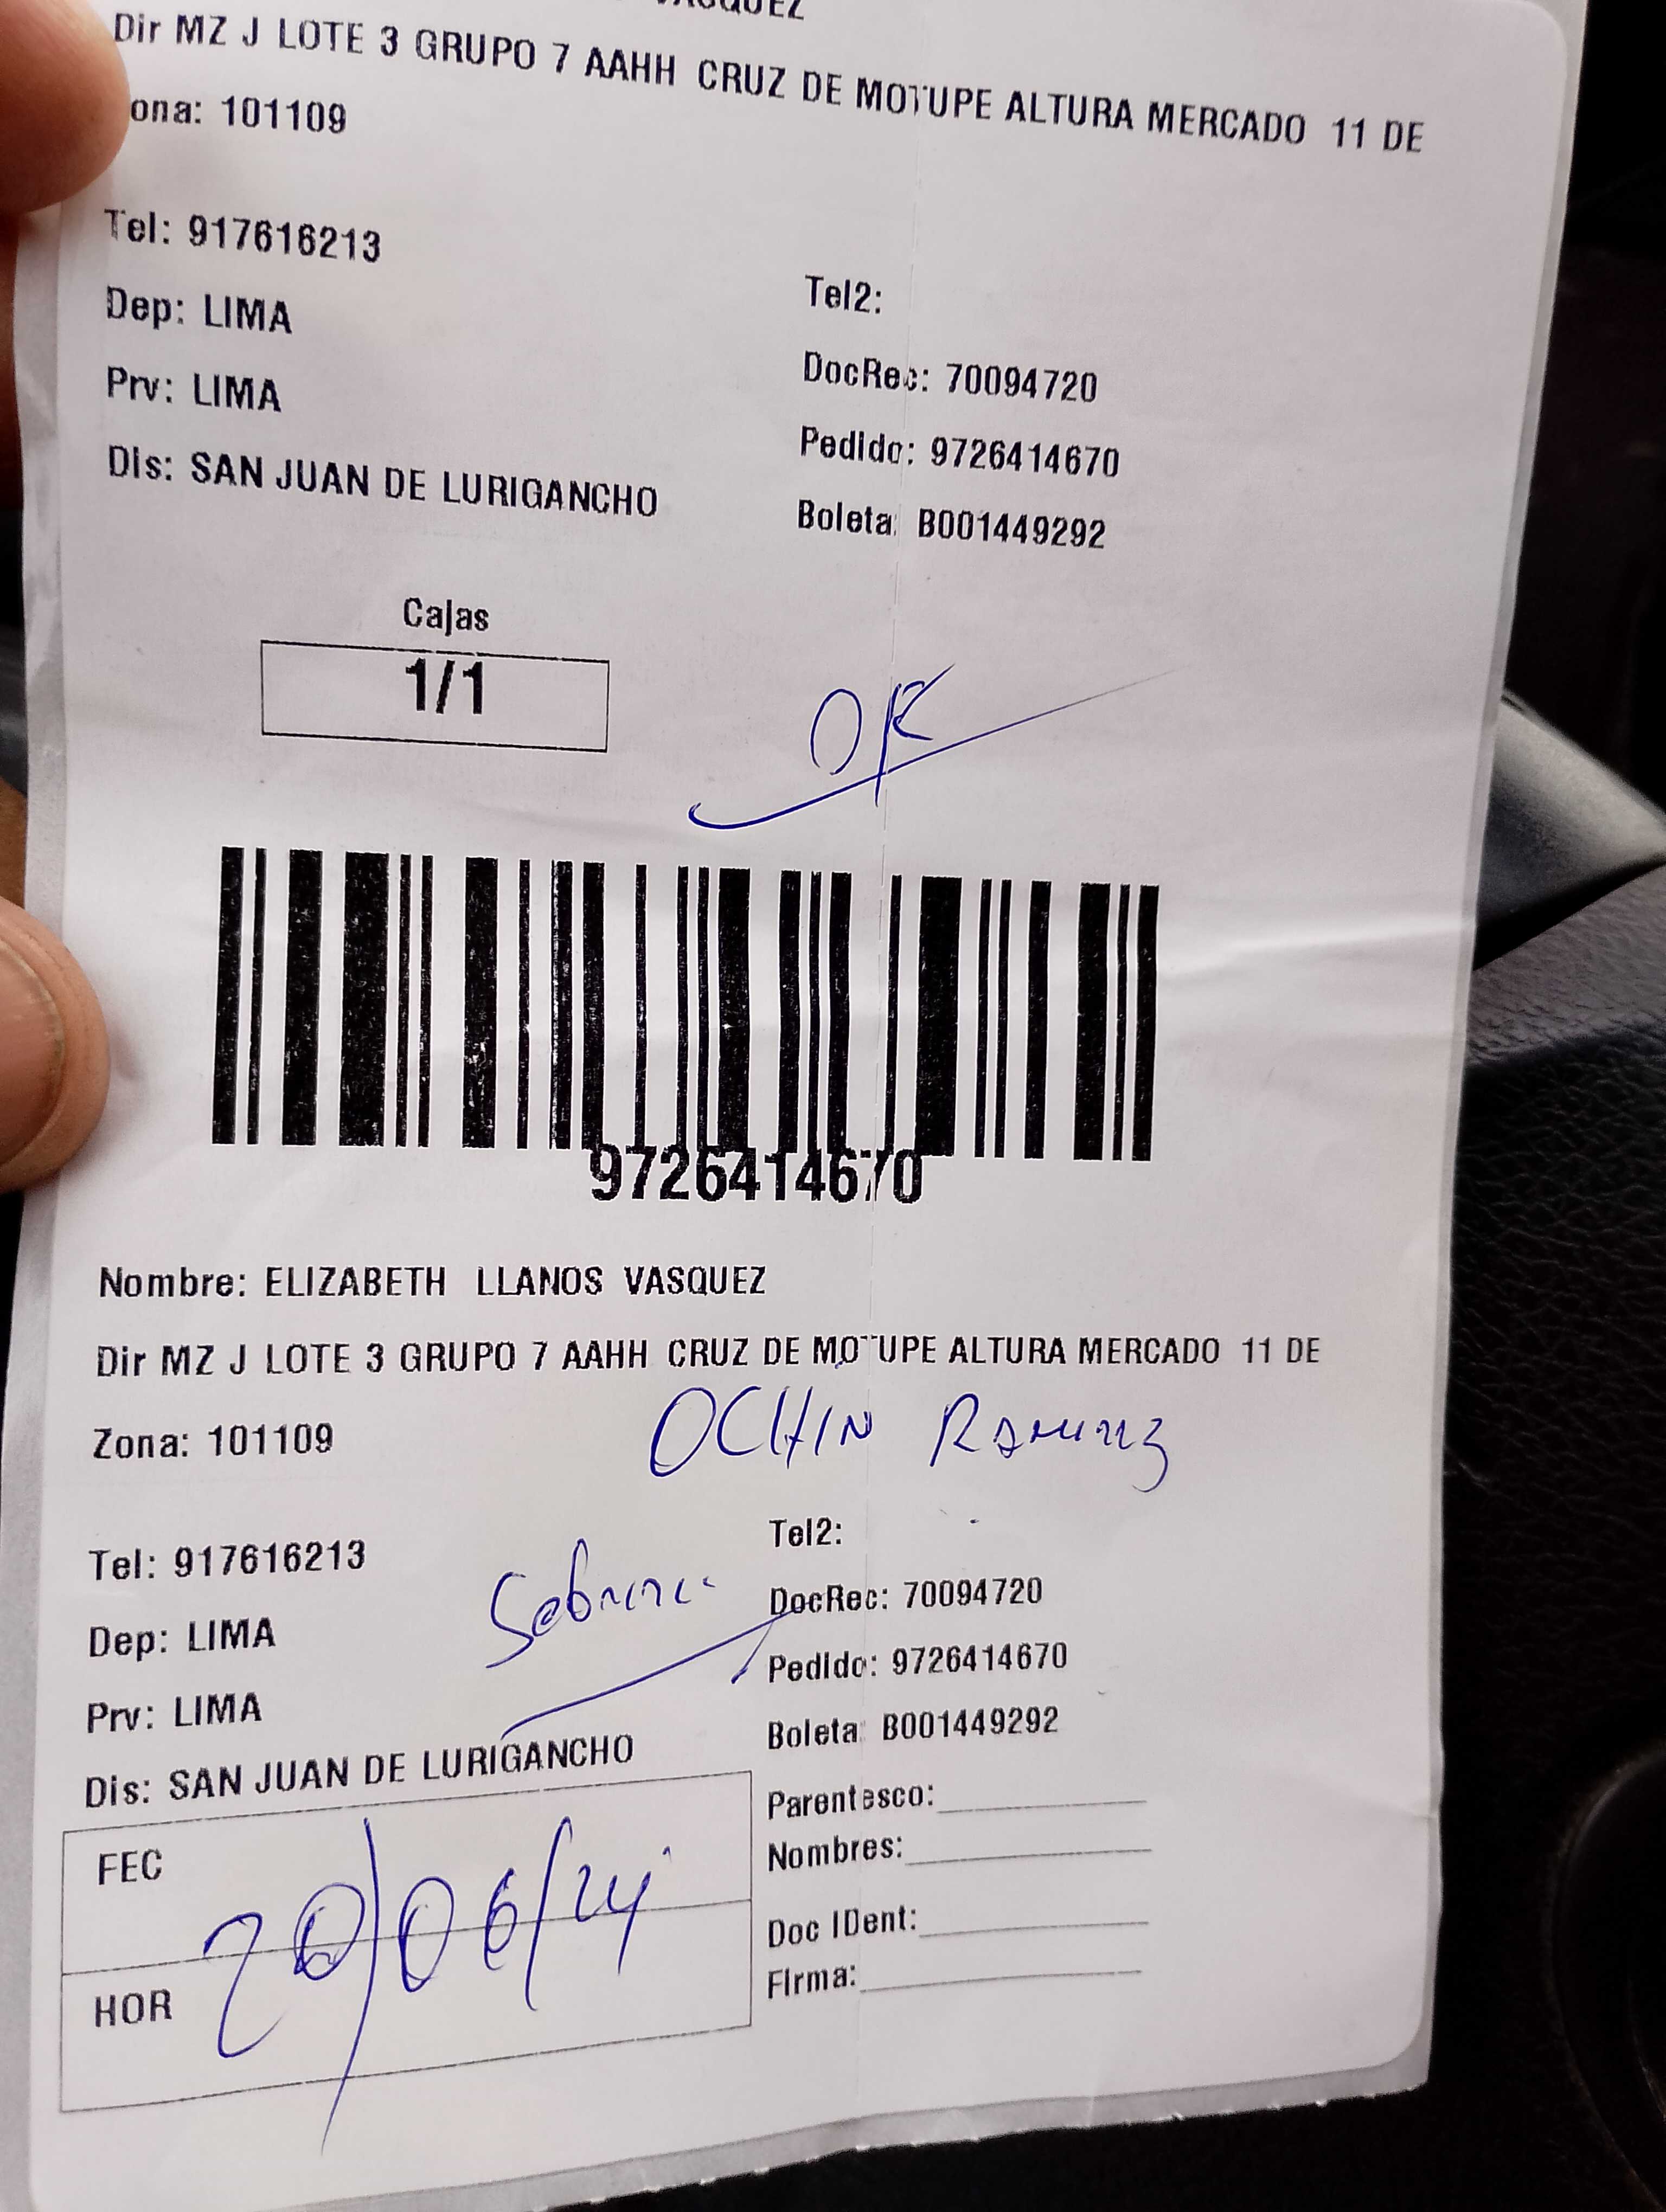 VASQUEZ
Dir MZ J LOTE 3 GRUPO 7 AAHH CRUZ DE MOTUPE ALTURA MERCADO 11 DE
ona: 101109
Tel: 917616213
Tel2:
Dep: LIMA
DocRec: 70094720
Prv: LIMA
Pedido: 9726414670
Dis: SAN JUAN DE LURIGANCHO
Boleta: B001449292
Cajas
1/1
OK
9726414670
Nombre: ELIZABETH LLANOS VASQUEZ
Dir MZ J LOTE 3 GRUPO 7 AAHH CRUZ DE MOTUPE ALTURA MERCADO 11 DE
Zona: 101109
OCHIN RAMIREZ
Tel: 917616213
Tel2:
Dep: LIMA
DocRec: 70094720
Pedido: 9726414670
Prv: LIMA
Boleta: B001449292
Dis: SAN JUAN DE LURIGANCHO
Parentesco:
Nombres:
FEC
20/06/24
Doc IDent:
HOR
Firma: